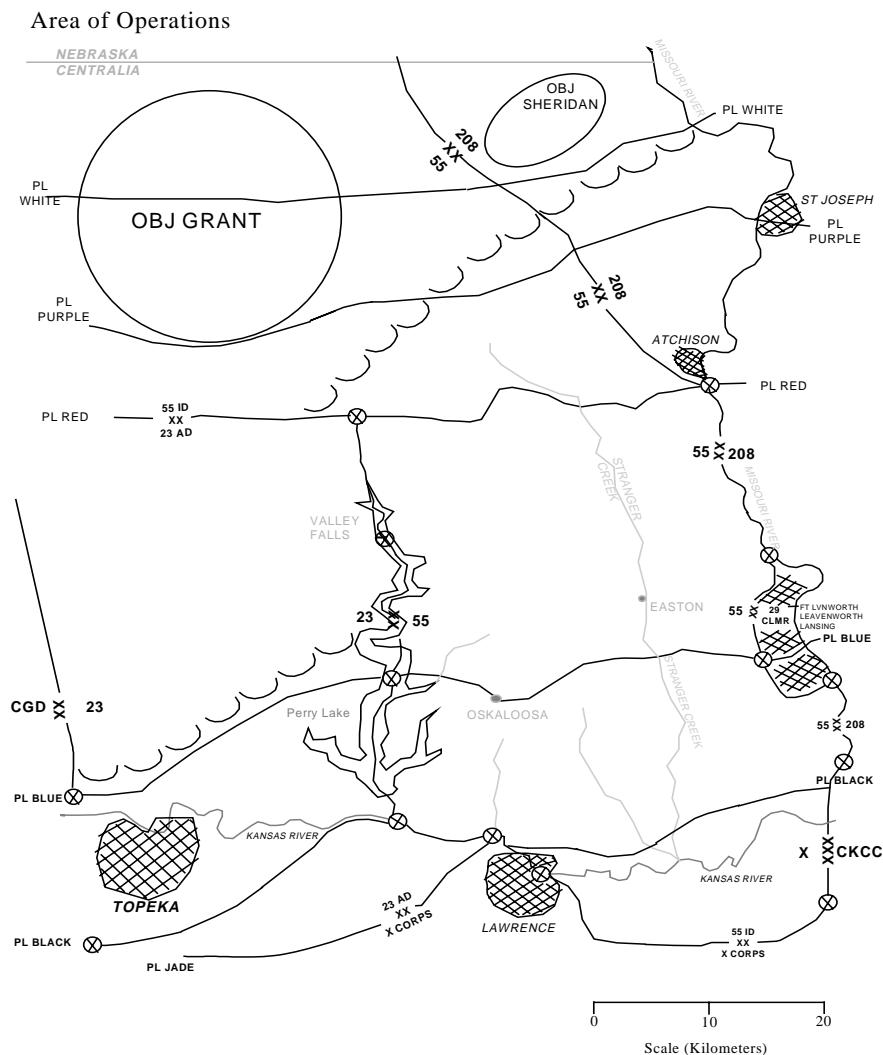 Area of Operations
NEBRASKA
CENTRALIA
MISSOURI RIVER
OBJ
SHERIDAN
PL WHITE
208
XX
55
PL
WHITE
OBJ GRANT
ST JOSEPH
PL
PURPLE
PL
PURPLE
208
XX
55
ATCHISON
PL RED
PL RED
55 ID
XX
23 AD
55 XX 208
STRANGER
CREEK
MISSOURI RIVER
VALLEY
FALLS
EASTON
23 XX 55
55 XX
29
CLMR
FT LVNWORTH
LEAVENWORTH
LANSING
PL BLUE
STRANGER CREEK
CGD XX 23
Perry Lake
OSKALOOSA
55 XX 208
PL BLACK
PL BLUE
KANSAS RIVER
X XXX CKCC
KANSAS RIVER
TOPEKA
23 AD
XX
X CORPS
LAWRENCE
PL BLACK
55 ID
XX
X CORPS
PL JADE
0 10 20
Scale (Kilometers)